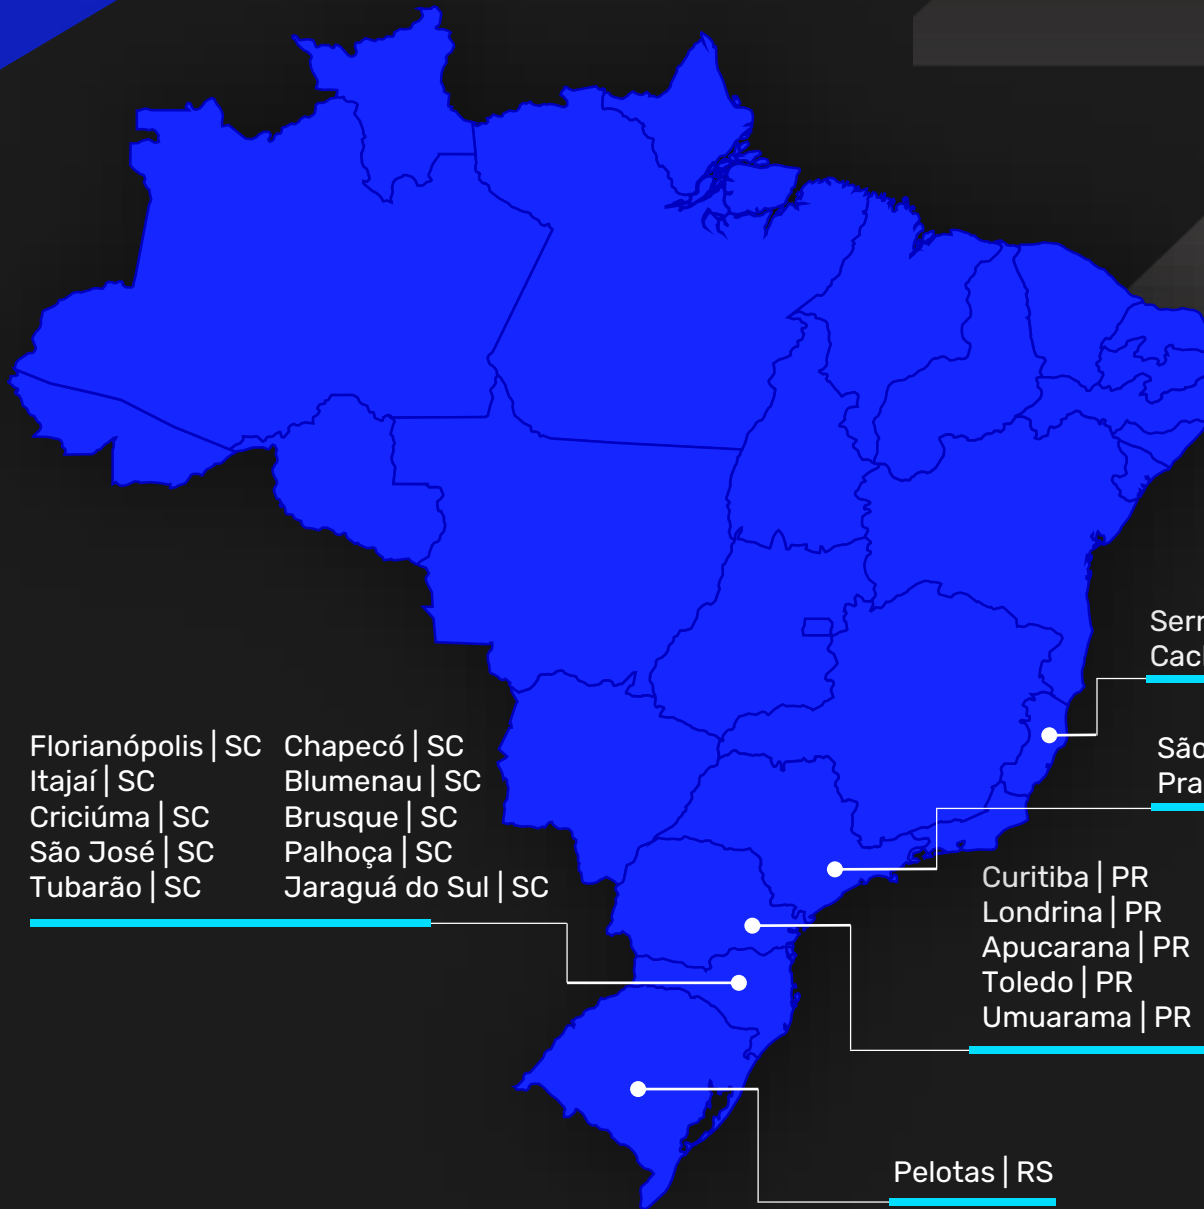 Florianópolis | SC
Itajaí | SC
Criciúma | SC
São José | SC
Tubarão | SC
Chapecó | SC
Blumenau | SC
Brusque | SC
Palhoça | SC
Jaraguá do Sul | SC
São
Curitiba | PR
Londrina | PR
Apucarana | PR
Toledo | PR
Umuarama | PR
Pelotas | RS